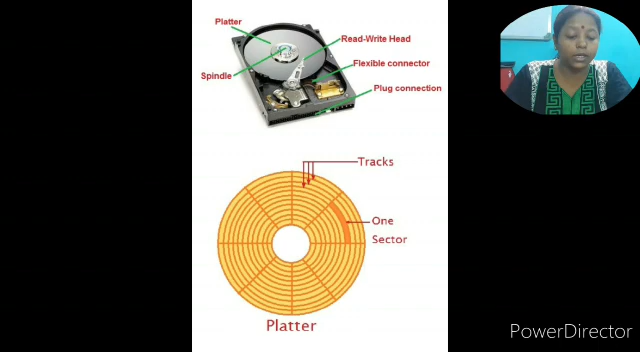 Platter
Read-Write Head
Flexible connector
Spindle
Plug connection
Tracks
One
Sector
Platter
PowerDirector